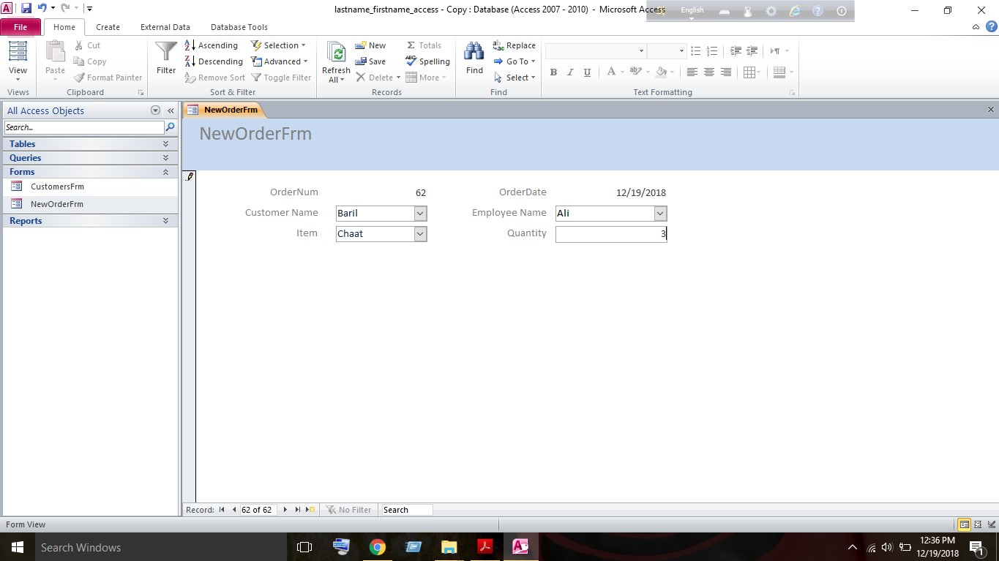 lastname_firstname_access - Copy : Database (Access 2007 - 2010) - Microsoft Access
English
File Home Create External Data Database Tools
Cut Ascending Selection New Totals Replace
Copy Descending Advanced Save Spelling Go To
View Paste Format Painter Filter Remove Sort Toggle Filter Refresh All Delete More Find Select B I U A ab
Views Clipboard Sort & Filter Records Find Text Formatting
All Access Objects
NewOrderFrm
Search...
Tables
Queries
Forms
CustomersFrm
NewOrderFrm
Reports
NewOrderFrm
OrderNum 62 OrderDate 12/19/2018
Customer Name Baril Employee Name Ali
Item Chaat Quantity 3
Record: 62 of 62 No Filter Search
Form View
Search Windows
12:36 PM
12/19/2018
1